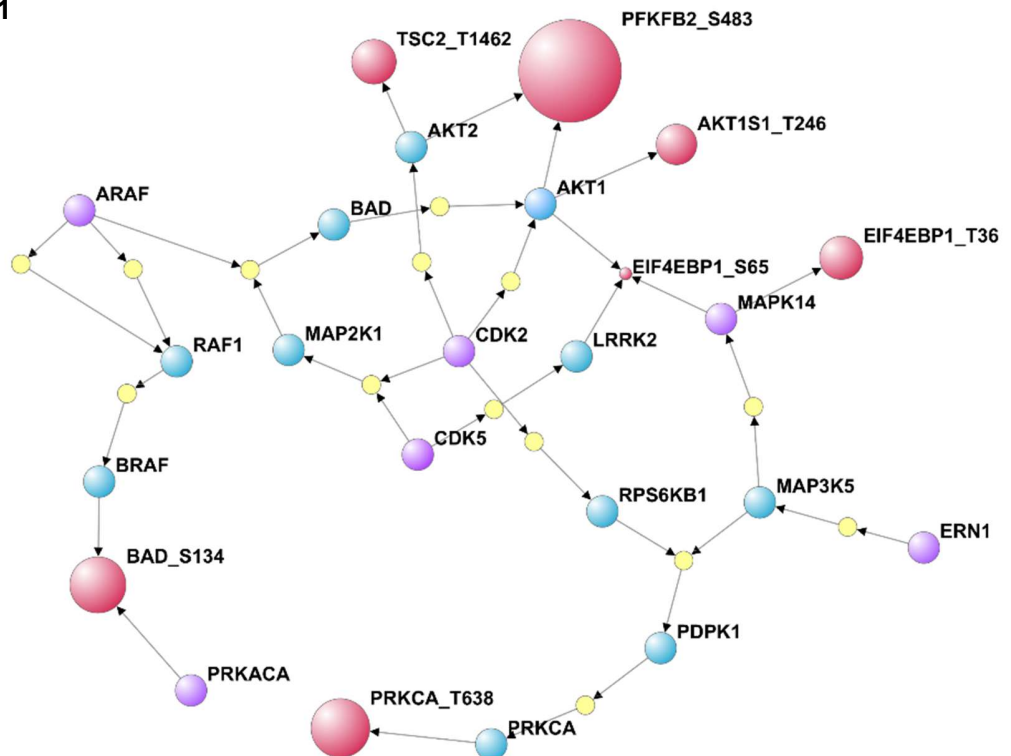 1
PFKFB2_S483
TSC2_T1462
AKT2
AKT1S1_T246
ARAF
AKT1
BAD
EIF4EBP1_T36
EIF4EBP1_S65
MAPK14
MAP2K1
CDK2
LRRK2
RAF1
CDK5
BRAF
RPS6KB1
MAP3K5
ERN1
BAD_S134
PDPK1
PRKACA
PRKCA_T638
PRKCA